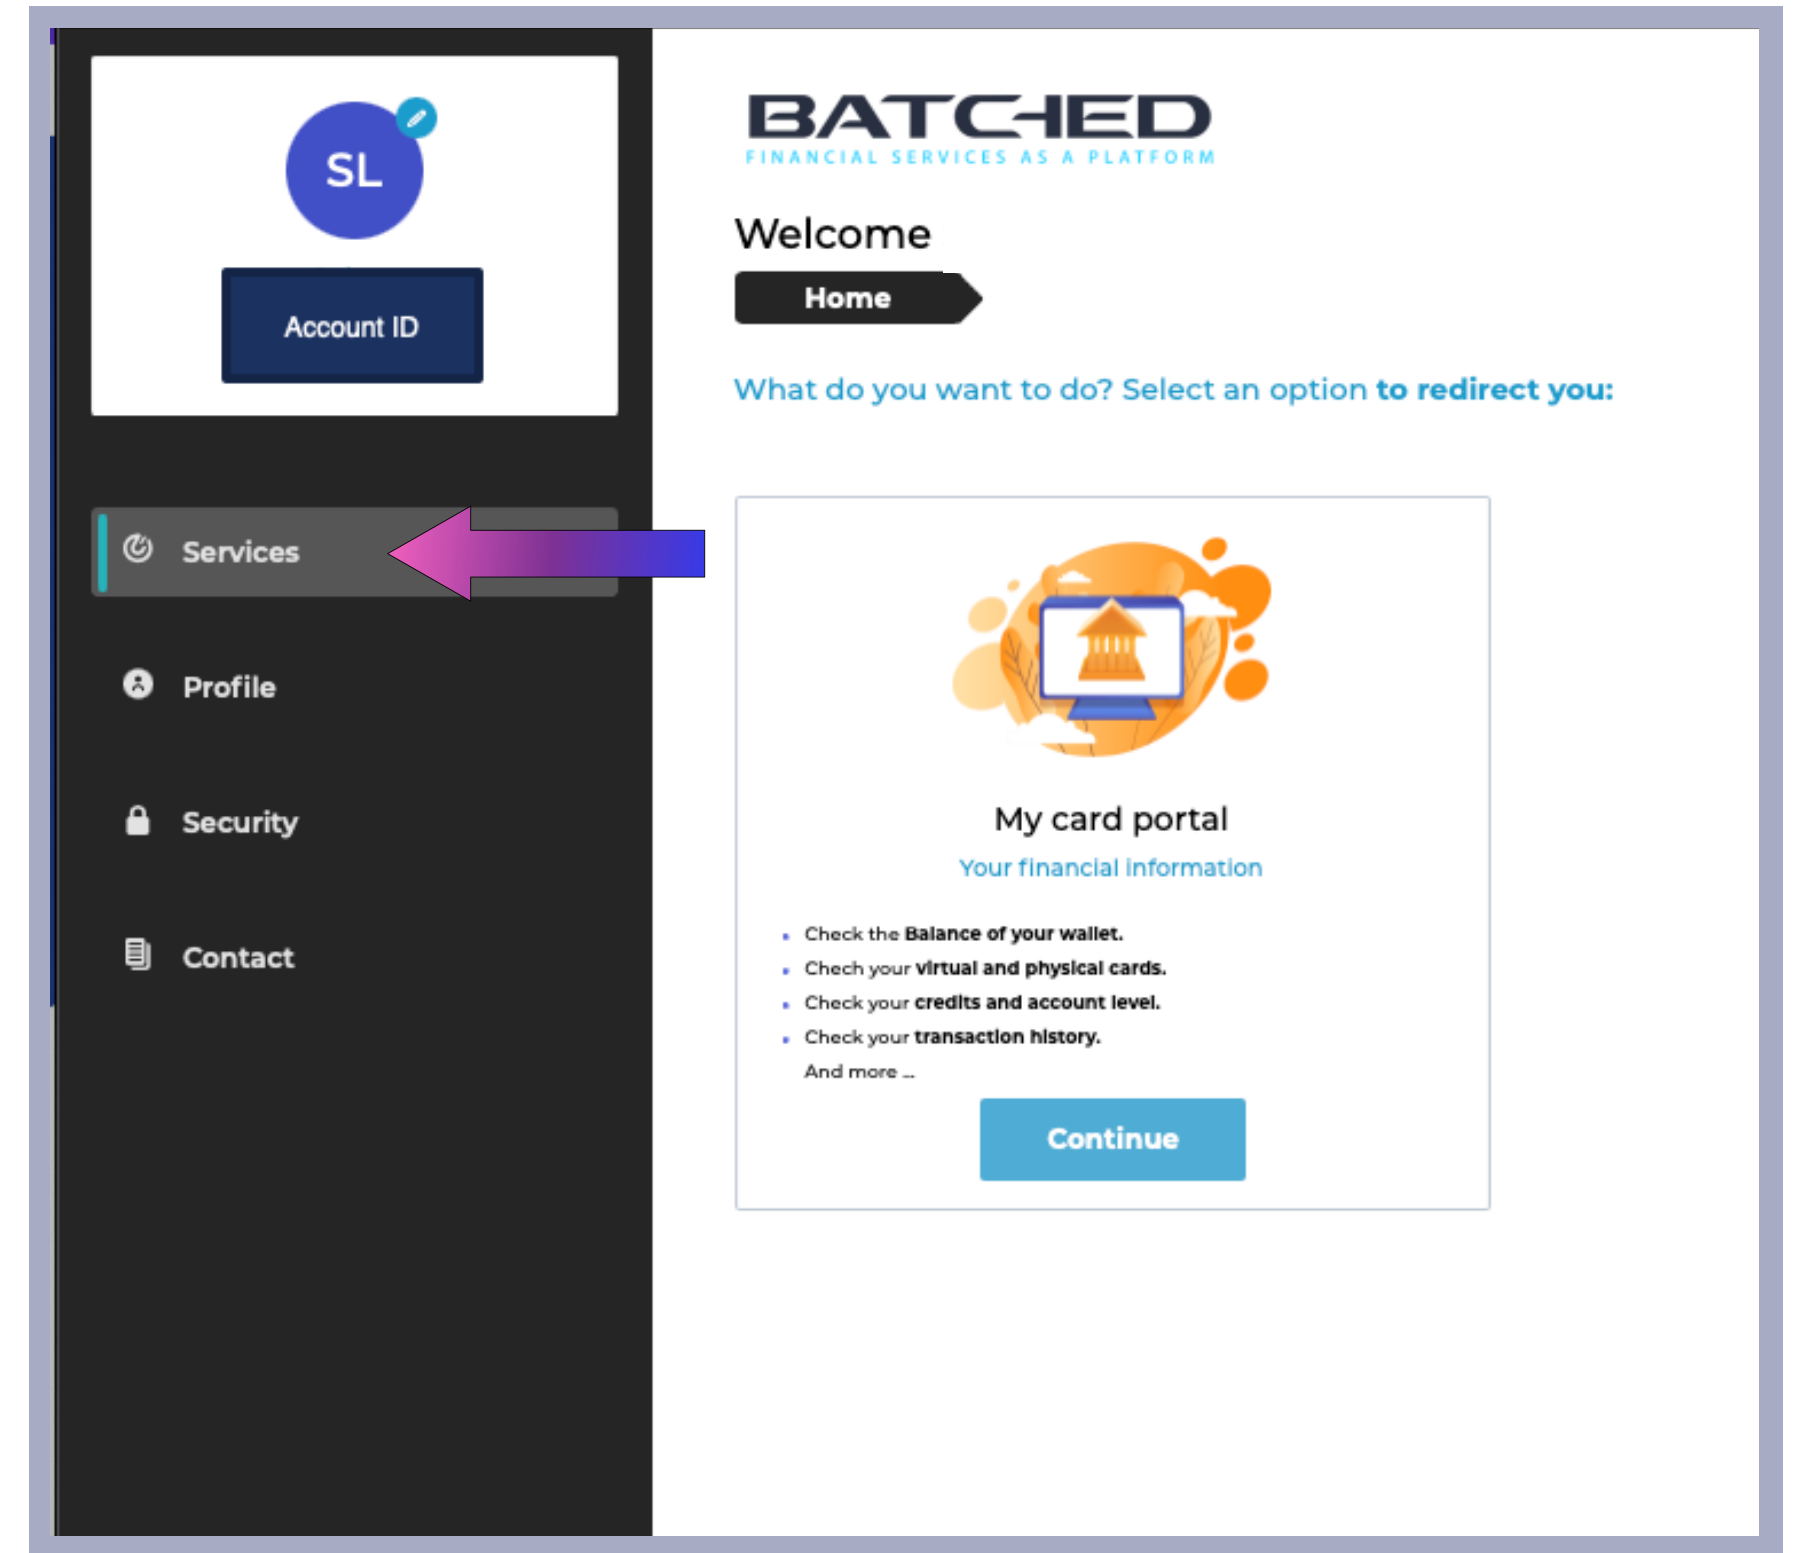 SL
Account ID
Services
Profile
Security
Contact
BATCHED
FINANCIAL SERVICES AS A PLATFORM
Welcome
Home
What do you want to do? Select an option to redirect you:
My card portal
Your financial information
Check the Balance of your wallet.
Chech your virtual and physical cards.
Check your credits and account level.
Check your transaction history.
And more ...
Continue